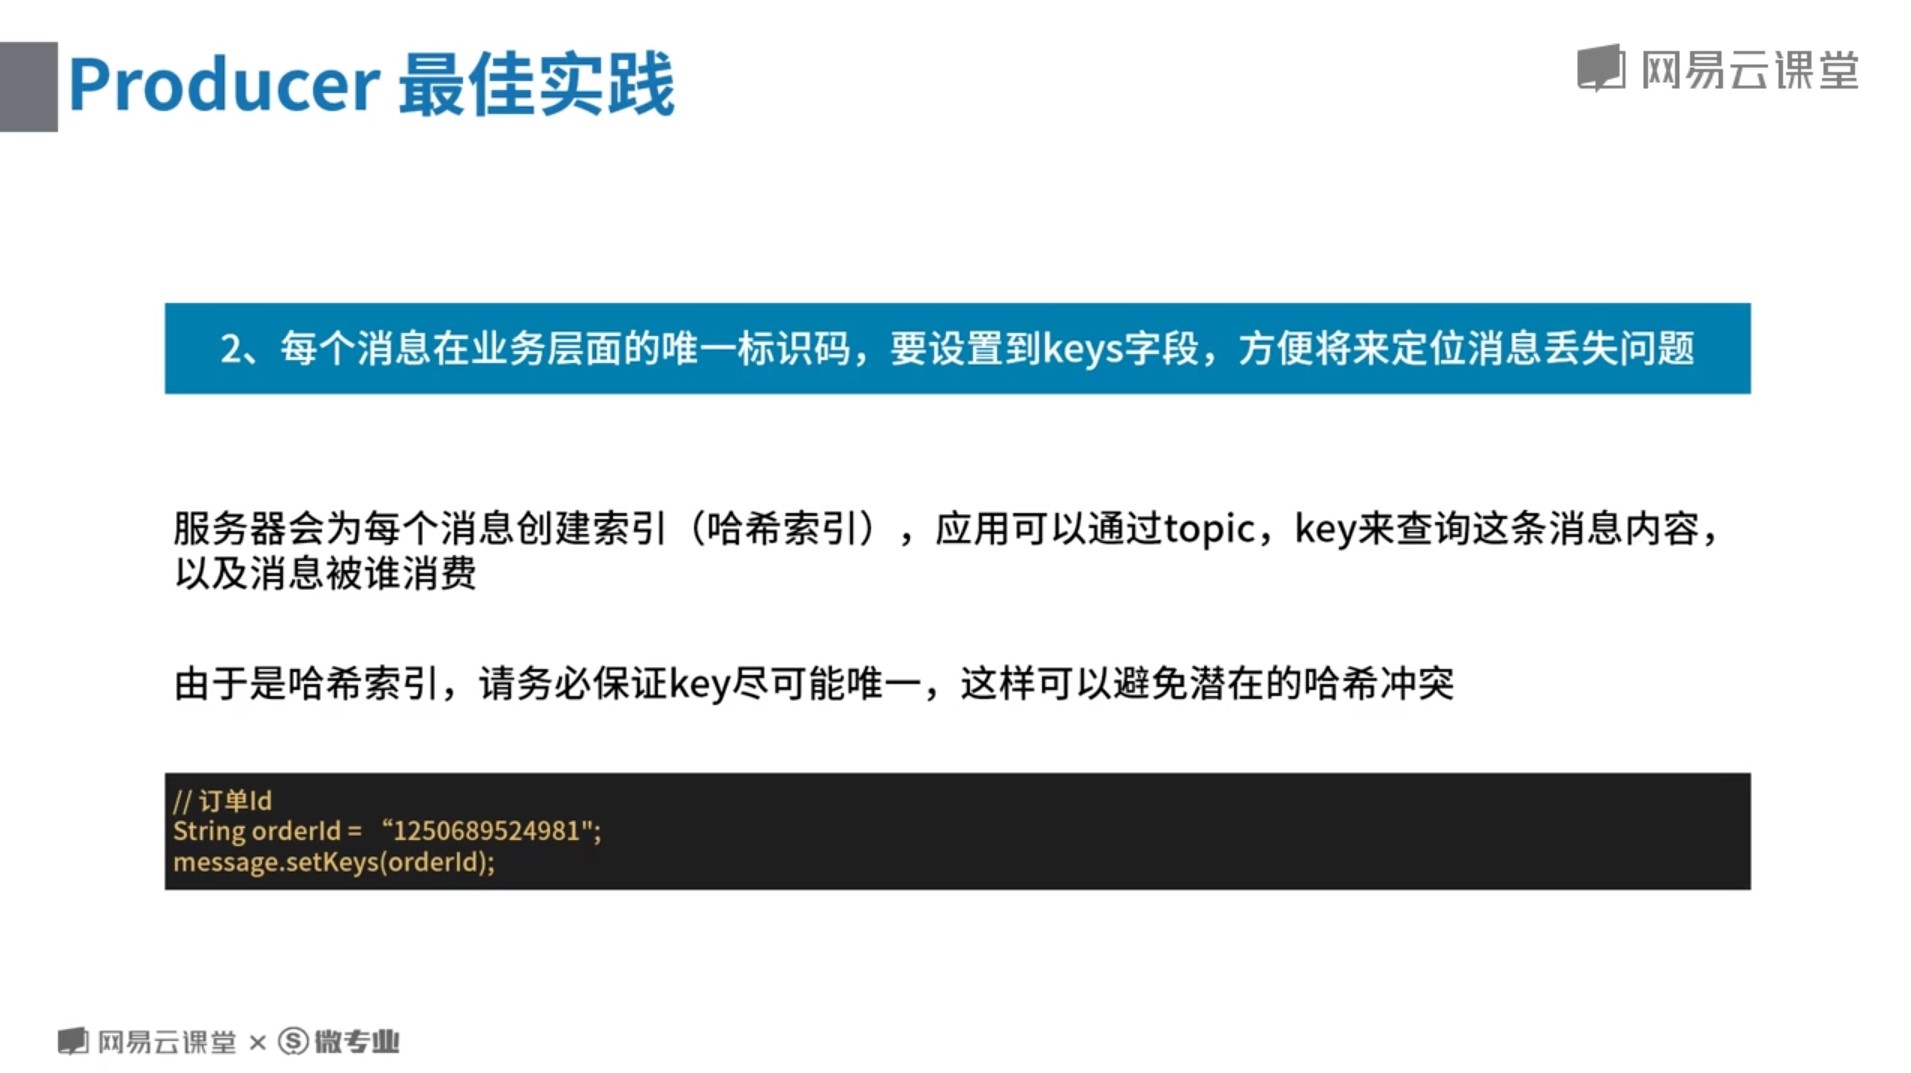 Producer 最佳实践
网易云课堂
2、每个消息在业务层面的唯一标识码，要设置到keys字段，方便将来定位消息丢失问题
服务器会为每个消息创建索引（哈希索引），应用可以通过topic，key来查询这条消息内容，
以及消息被谁消费
由于是哈希索引，请务必保证key尽可能唯一，这样可以避免潜在的哈希冲突
// 订单Id
String orderId = “1250689524981";
message.setKeys(orderId);
网易云课堂 × 微专业